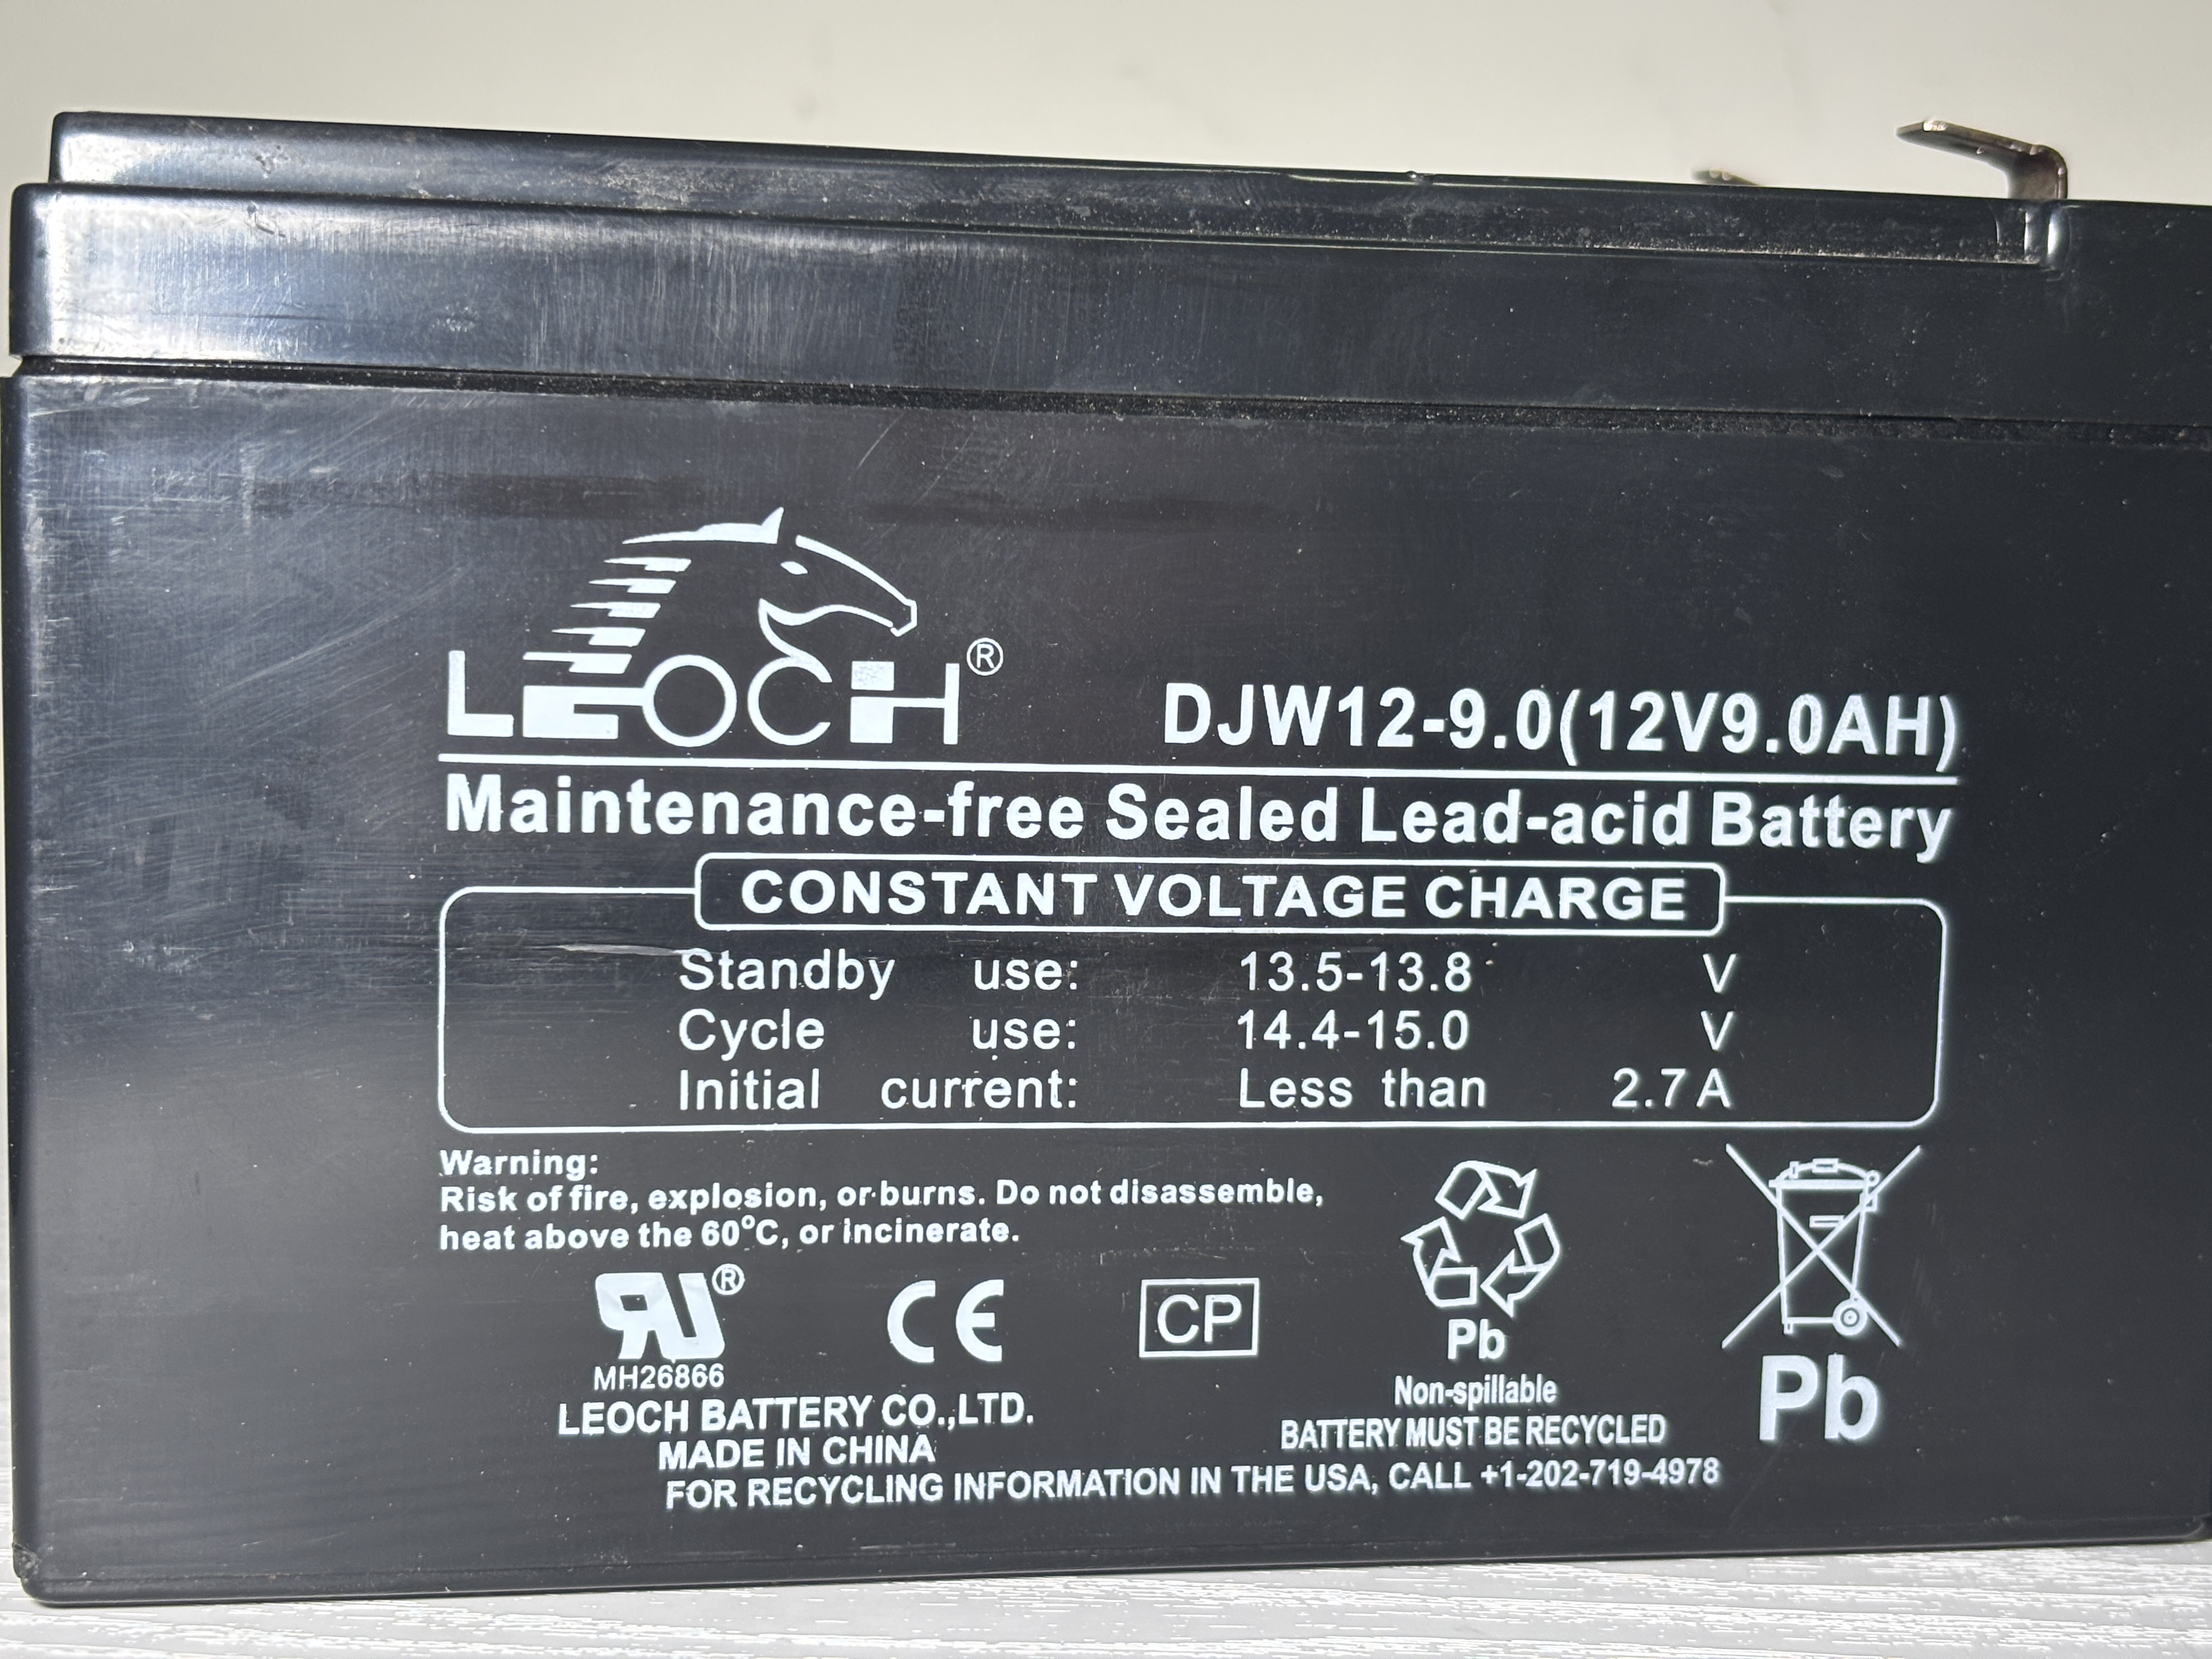 LEOCH®
DJW12-9.0(12V9.0AH)
Maintenance-free Sealed Lead-acid Battery
CONSTANT VOLTAGE CHARGE
Standby use: 13.5-13.8 V
Cycle use: 14.4-15.0 V
Initial current: Less than 2.7A
Warning:
Risk of fire, explosion, or burns. Do not disassemble,
heat above the 60°C, or incinerate.
RU®
CE
CP
MH26866
Pb
Pb
Non-spillable
BATTERY MUST BE RECYCLED
LEOCH BATTERY CO.,LTD.
MADE IN CHINA
FOR RECYCLING INFORMATION IN THE USA, CALL +1-202-719-4978